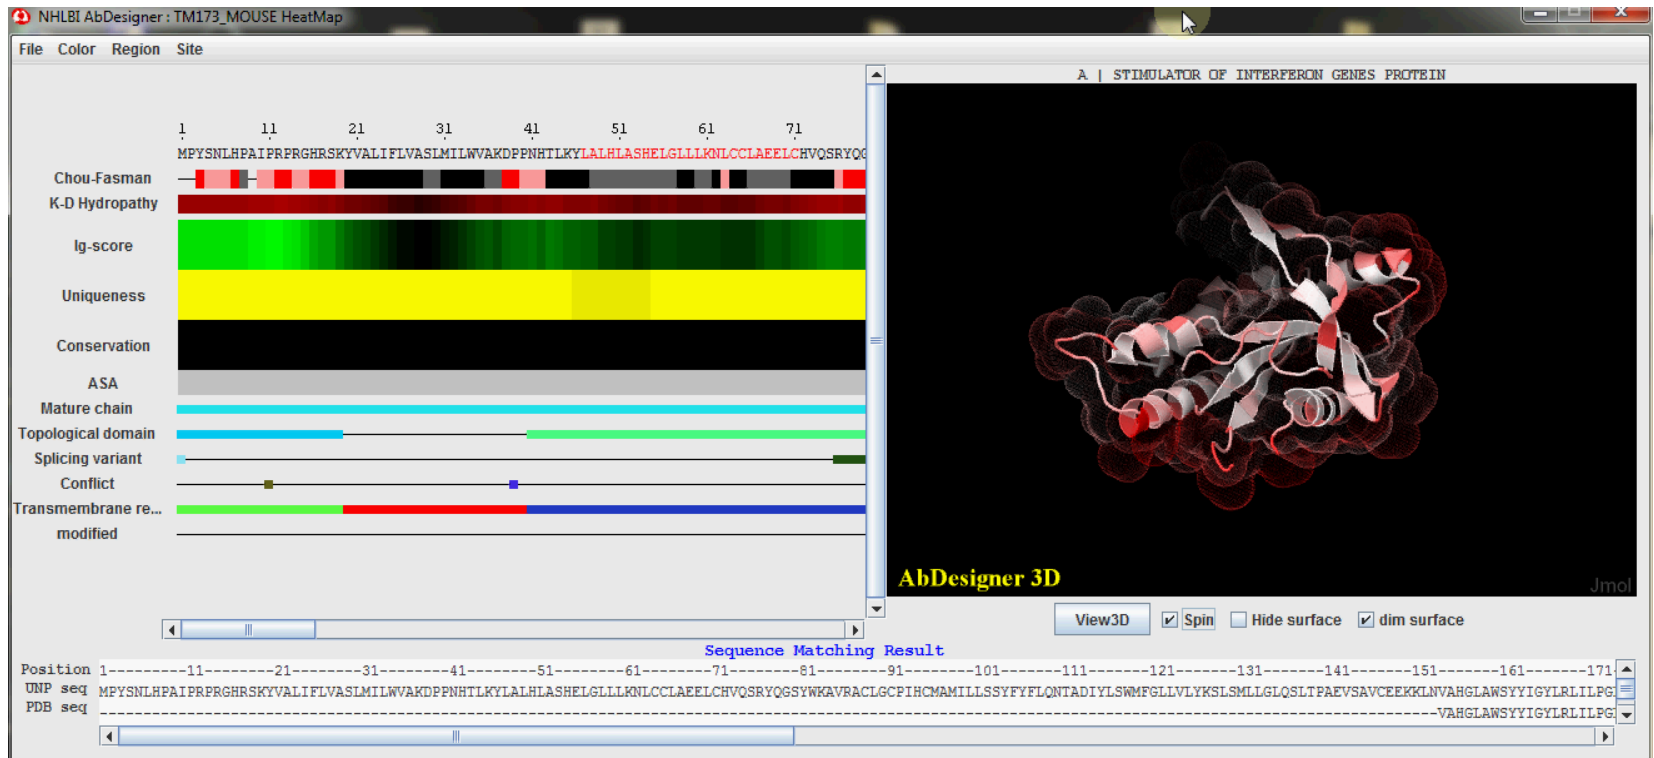 NHLBI AbDesigner : TM173_MOUSE HeatMap
File Color Region Site
A | STIMULATOR OF INTERFERON GENES PROTEIN
1 11 21 31 41 51 61 71
MPYSNLHPAIPRPRGHRSKYVALIFLVASLMILWVAKDPPNHTLKYLALHLASHELGLLLKNLCCLAEELCHVQSRYQG
Chou-Fasman
K-D Hydropathy
Ig-score
Uniqueness
Conservation
ASA
Mature chain
Topological domain
Splicing variant
Conflict
Transmembrane re...
modified
AbDesigner 3D
Jmol
View3D Spin Hide surface dim surface
Sequence Matching Result
Position 1---------11--------21--------31--------41--------51--------61--------71--------81--------91--------101-------111-------121-------131-------141-------151-------161-------171
UNP seq MPYSNLHPAIPRPRGHRSKYVALIFLVASLMILWVAKDPPNHTLKYLALHLASHELGLLLKNLCCLAEELCHVQSRYQGSYWKAVRACLGCPIHCMAMILLSSYFYFLQNTADIYLSWMFGLLVLYKSLSMLLGLQSLTPAEVSAVCEEKKLNVAHGLAWSYYIGYLRLILPG
PDB seq --------------------------------------------------------------------------------------------------------------------------------------------------------VAHGLAWSYYIGYLRLILPG